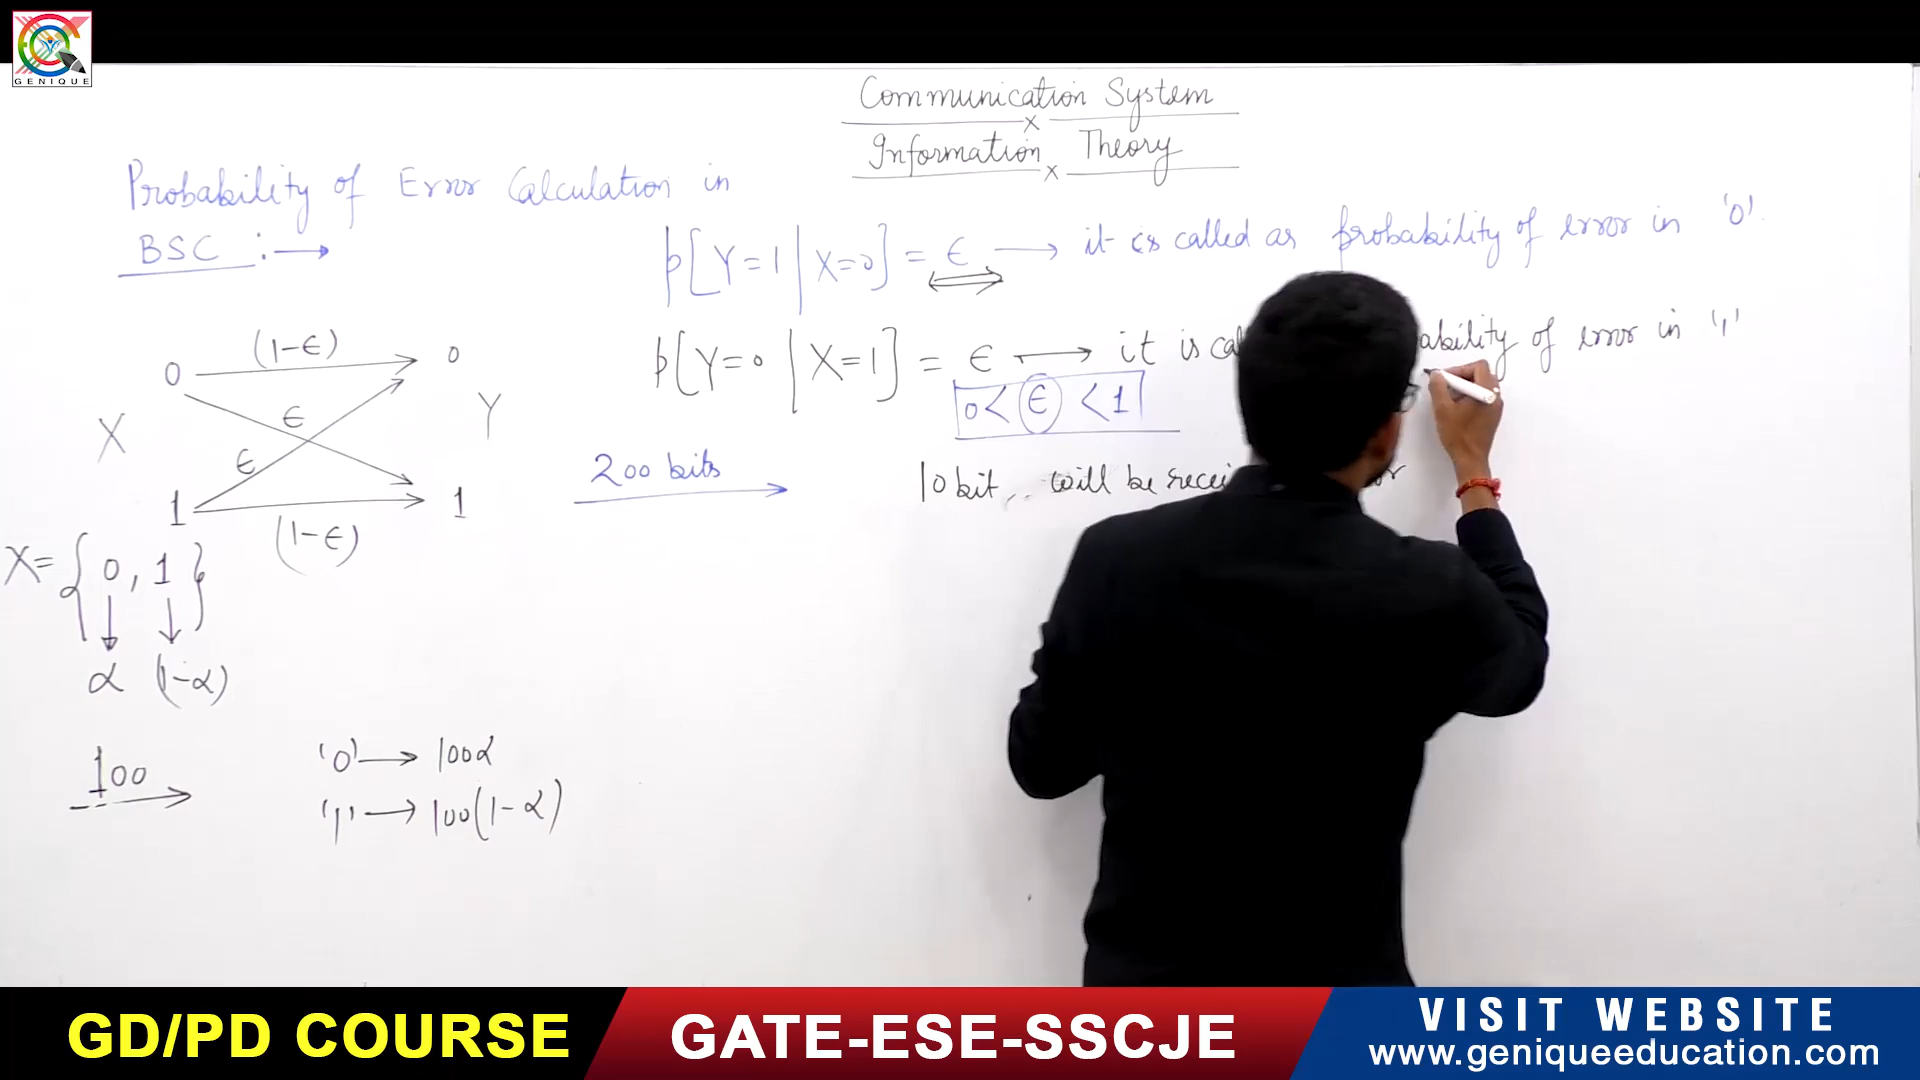 GENIQUE
Communication System
Information Theory
Probability of Error Calculation in
BSC :→
p[Y=1 | X=0] = ϵ → it is called as probability of error in '0'.
p[Y=0 | X=1] = ϵ → it is ability of error in '1'
0 < ϵ < 1
200 bits
10 bit .. will be
(1-ϵ)
0 0
X ϵ Y
ϵ
1 1
(1-ϵ)
X = {0, 1}
α (1-α)
100
'0' → 100α
'1' → 100(1-α)
GD/PD COURSE
GATE-ESE-SSCJE
VISIT WEBSITE
www.geniqueeducation.com